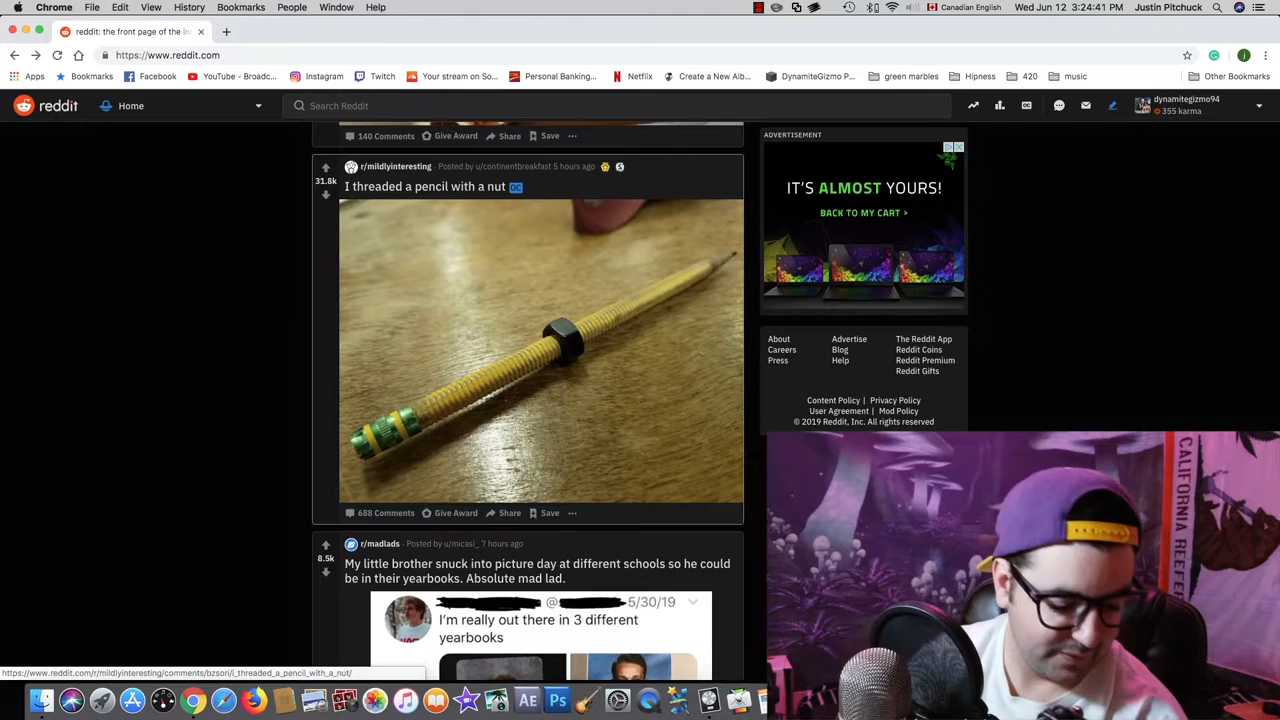 Chrome File Edit View History Bookmarks People Window Help Canadian English Wed Jun 12 3:24:41 PM Justin Pitchuck
reddit: the front page of the in
https://www.reddit.com
Apps Bookmarks Facebook YouTube - Broadc... Instagram Twitch Your stream on So... Personal Banking... Netflix Create a New Alb... DynamiteGizmo P... green marbles Hipness 420 music Other Bookmarks
reddit Home Search Reddit dynamitegizmo94
355 karma
140 Comments Give Award Share Save
ADVERTISEMENT
IT'S ALMOST YOURS!
BACK TO MY CART >
r/mildlyinteresting · Posted by u/continentbreakfast 5 hours ago
31.8k
I threaded a pencil with a nut OC
688 Comments Give Award Share Save
About Advertise The Reddit App
Careers Blog Reddit Coins
Press Help Reddit Premium
Reddit Gifts
Content Policy | Privacy Policy
User Agreement | Mod Policy
© 2019 Reddit, Inc. All rights reserved
r/madlads · Posted by u/micasi_ 7 hours ago
8.5k
My little brother snuck into picture day at different schools so he could
be in their yearbooks. Absolute mad lad.
@ 5/30/19
I'm really out there in 3 different
yearbooks
https://www.reddit.com/r/mildlyinteresting/comments/bzsori/i_threaded_a_pencil_with_a_nut/
Ae Ps
CALIFORNIA REEFER